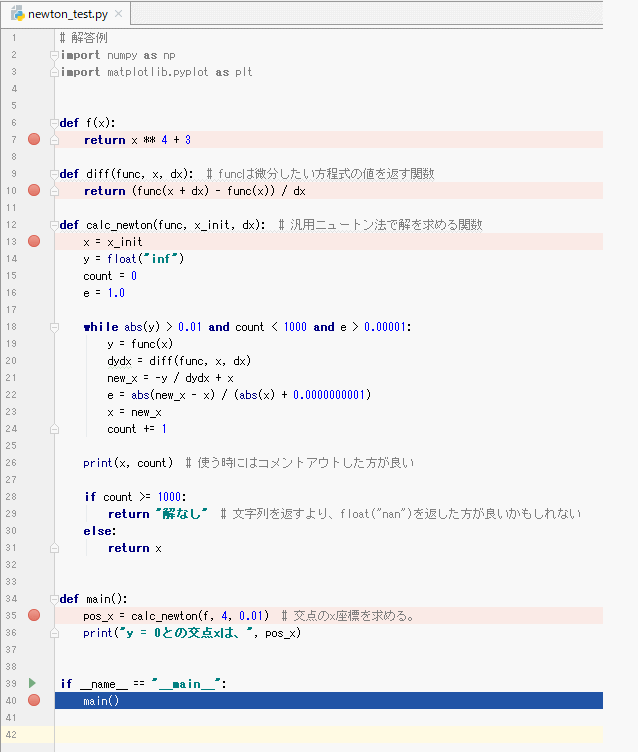 newton_test.py ×
1 # 解答例
2 import numpy as np
3 import matplotlib.pyplot as plt
4
5
6 def f(x):
7     return x ** 4 + 3
8
9 def diff(func, x, dx):  # funcは微分したい方程式の値を返す関数
10     return (func(x + dx) - func(x)) / dx
11
12 def calc_newton(func, x_init, dx):  # 汎用ニュートン法で解を求める関数
13     x = x_init
14     y = float("inf")
15     count = 0
16     e = 1.0
17
18     while abs(y) > 0.01 and count < 1000 and e > 0.00001:
19         y = func(x)
20         dydx = diff(func, x, dx)
21         new_x = -y / dydx + x
22         e = abs(new_x - x) / (abs(x) + 0.0000000001)
23         x = new_x
24         count += 1
25
26     print(x, count)  # 使う時にはコメントアウトした方が良い
27
28     if count >= 1000:
29         return "解なし"  # 文字列を返すより、float("nan")を返した方が良いかもしれない
30     else:
31         return x
32
33
34 def main():
35     pos_x = calc_newton(f, 4, 0.01)  # 交点のx座標を求める。
36     print("y = 0との交点xは、", pos_x)
37
38
39 if __name__ == "__main__":
40     main()
41
42